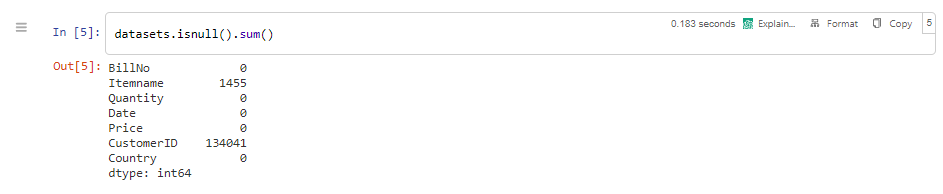 0.183 seconds Explain... Format Copy 5
In [5]: datasets.isnull().sum()
Out[5]: BillNo 0
Itemname 1455
Quantity 0
Date 0
Price 0
CustomerID 134041
Country 0
dtype: int64